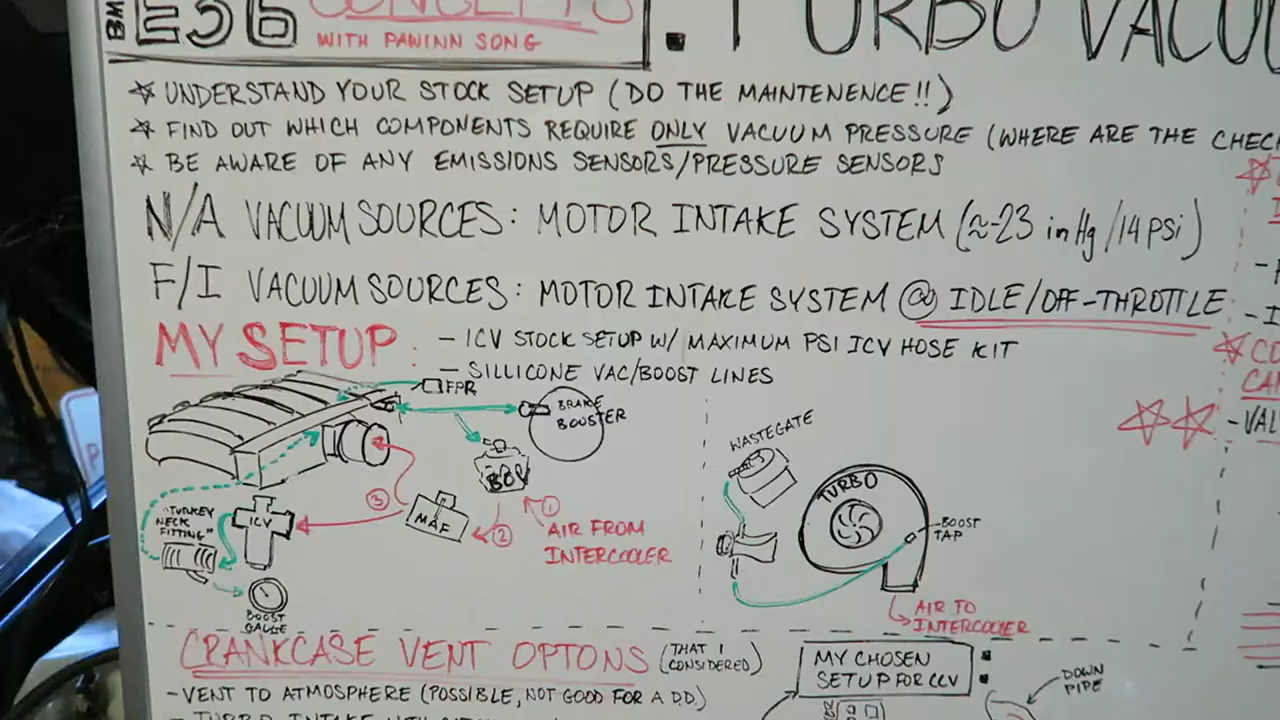 BM E36 CONCEPTS
WITH PAWINN SONG
. TURBO VACU
☆ UNDERSTAND YOUR STOCK SETUP (DO THE MAINTENENCE!!)
☆ FIND OUT WHICH COMPONENTS REQUIRE ONLY VACUUM PRESSURE (WHERE ARE THE CHEC
☆ BE AWARE OF ANY EMISSIONS SENSORS/PRESSURE SENSORS
N/A VACUUM SOURCES: MOTOR INTAKE SYSTEM (≈-23 inHg/14 psi)
F/I VACUUM SOURCES: MOTOR INTAKE SYSTEM @ IDLE/OFF-THROTTLE
MY SETUP:
- ICV STOCK SETUP W/ MAXIMUM PSI ICV HOSE KIT
- SILLICONE VAC/BOOST LINES
FPR
BRAKE
BOOSTER
BOV
MAF
ICV
"TURKEY
NECK
FITTING"
BOOST
GAUGE
③
②
①
AIR FROM
INTERCOOLER
WASTEGATE
TURBO
BOOST
TAP
AIR TO
INTERCOOLER
CA
- VAL
CRANKCASE VENT OPTONS (THAT I
CONSIDERED)
- VENT TO ATMOSPHERE (POSSIBLE, NOT GOOD FOR A D.D.)
MY CHOSEN
SETUP FOR CCV
DOWN
PIPE